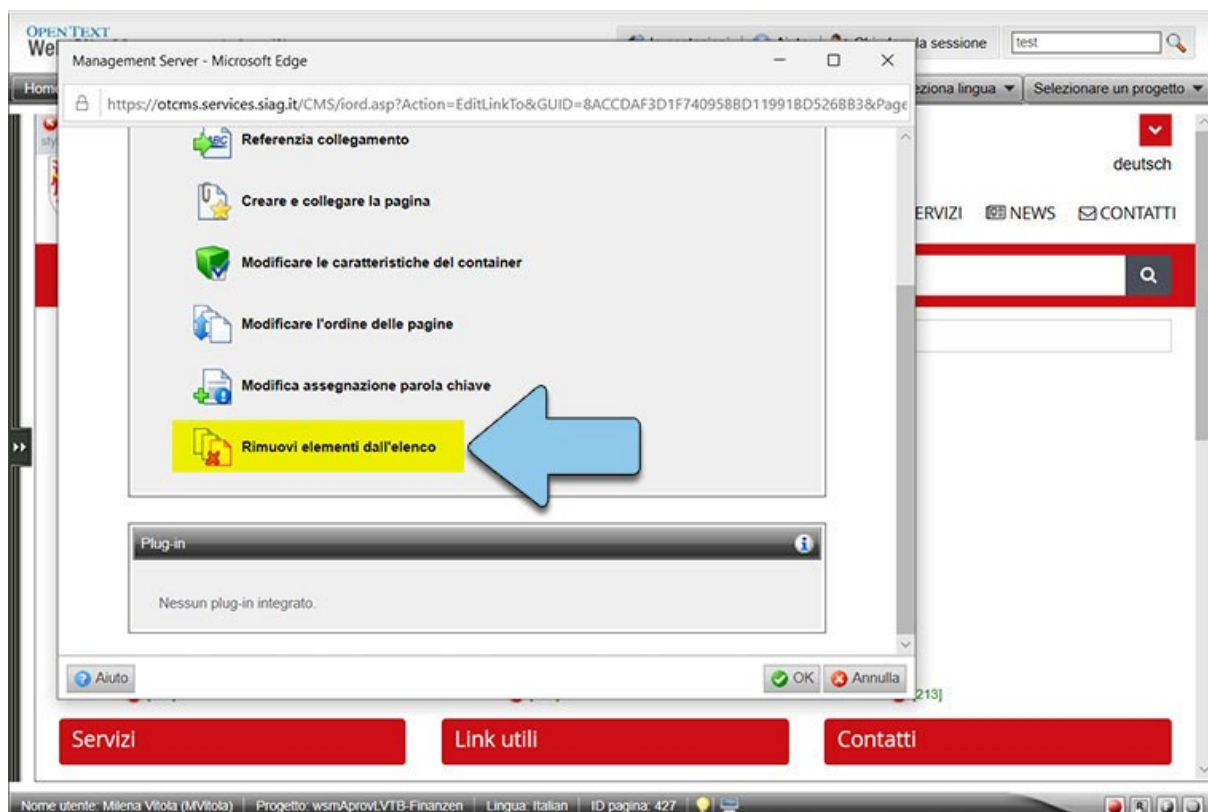 OPENTEXT
la sessione
test
Management Server - Microsoft Edge
eziona lingua
Selezionare un progetto
https://otcms.services.siag.it/CMS/iord.asp?Action=EditLinkTo&GUID=8ACCDAF3D1F740958BD119918D526BB3&Page
ABC
Referenzia collegamento
deutsch
Creare e collegare la pagina
ERVIZI NEWS CONTATTI
Modificare le caratteristiche del container
Modificare l'ordine delle pagine
Modifica assegnazione parola chiave
Rimuovi elementi dall'elenco
Plug-in
Nessun plug-in integrato.
Aiuto
OK
Annulla
[213]
Servizi
Link utili
Contatti
Nome utente: Milena Vitola (MVitola) Progetto: wsmAprovLVTB-Finanzen Lingua: Italian ID pagina: 427
R